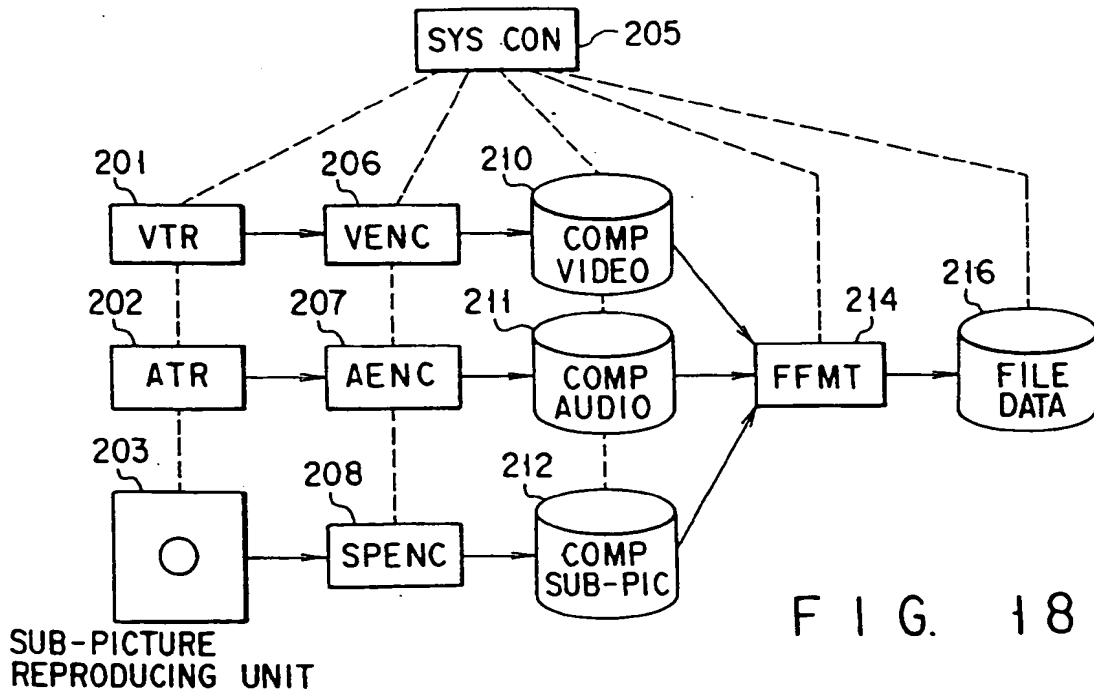 SYS CON
205
201
206
210
VTR
VENC
COMP
VIDEO
202
207
211
214
216
ATR
AENC
COMP
AUDIO
FFMT
FILE
DATA
203
208
212
SPENC
COMP
SUB-PIC
SUB-PICTURE
REPRODUCING UNIT
FIG. 18